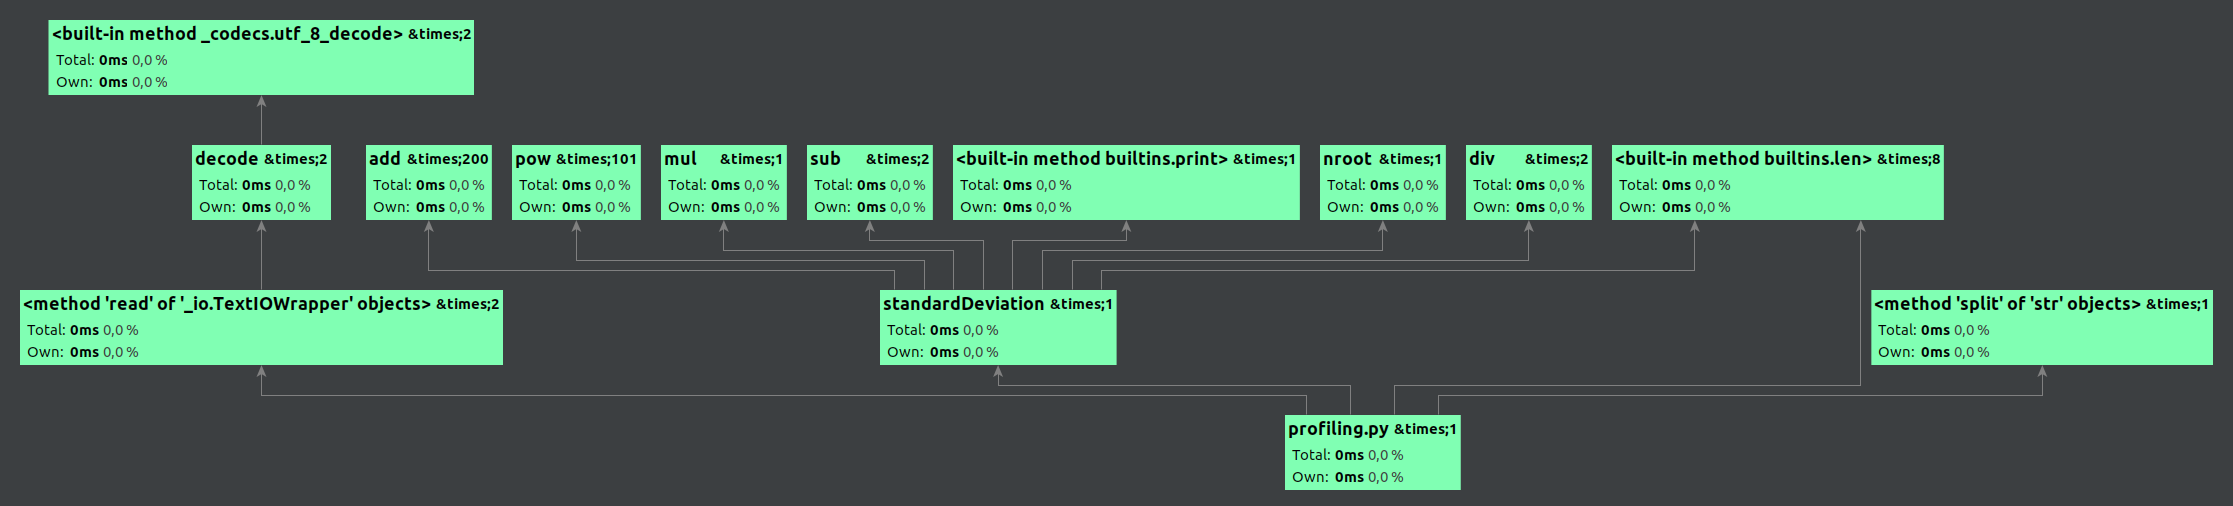 <built-in method _codecs.utf_8_decode> &times;2
Total: 0ms 0,0 %
Own: 0ms 0,0 %
decode &times;2
Total: 0ms 0,0 %
Own: 0ms 0,0 %
add &times;200
Total: 0ms 0,0 %
Own: 0ms 0,0 %
pow &times;101
Total: 0ms 0,0 %
Own: 0ms 0,0 %
mul &times;1
Total: 0ms 0,0 %
Own: 0ms 0,0 %
sub &times;2
Total: 0ms 0,0 %
Own: 0ms 0,0 %
<built-in method builtins.print> &times;1
Total: 0ms 0,0 %
Own: 0ms 0,0 %
nroot &times;1
Total: 0ms 0,0 %
Own: 0ms 0,0 %
div &times;2
Total: 0ms 0,0 %
Own: 0ms 0,0 %
<built-in method builtins.len> &times;8
Total: 0ms 0,0 %
Own: 0ms 0,0 %
<method 'read' of '_io.TextIOWrapper' objects> &times;2
Total: 0ms 0,0 %
Own: 0ms 0,0 %
standardDeviation &times;1
Total: 0ms 0,0 %
Own: 0ms 0,0 %
<method 'split' of 'str' objects> &times;1
Total: 0ms 0,0 %
Own: 0ms 0,0 %
profiling.py &times;1
Total: 0ms 0,0 %
Own: 0ms 0,0 %